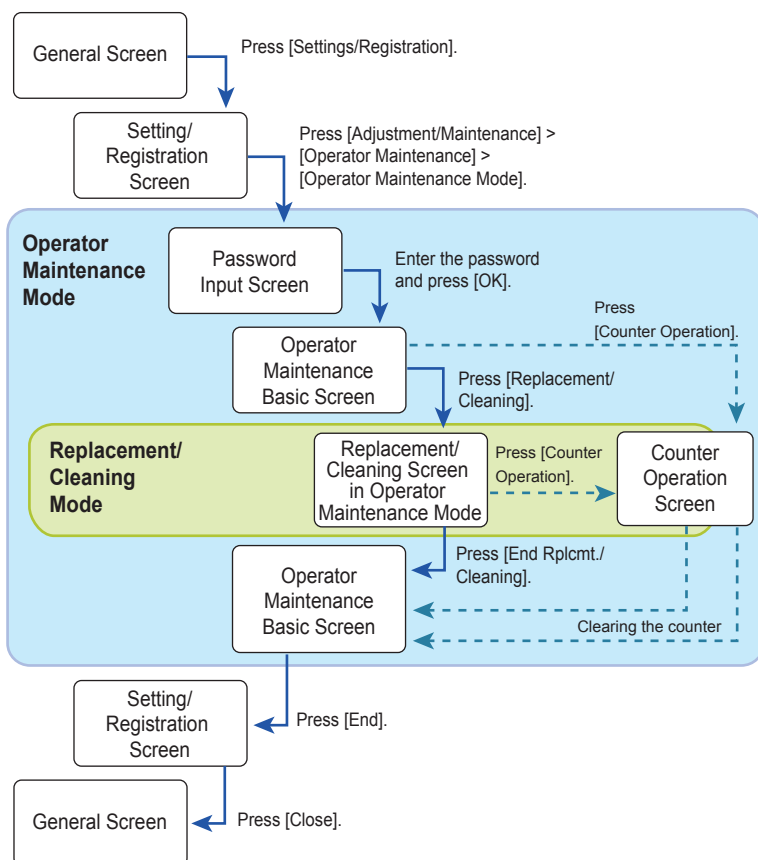 General Screen
Press [Settings/Registration].
Setting/
Registration
Screen
Press [Adjustment/Maintenance] >
[Operator Maintenance] >
[Operator Maintenance Mode].
Operator
Maintenance
Mode
Password
Input Screen
Enter the password
and press [OK].
Press
[Counter Operation].
Operator
Maintenance
Basic Screen
Press [Replacement/
Cleaning].
Replacement/
Cleaning
Mode
Replacement/
Cleaning Screen
in Operator
Maintenance Mode
Press [Counter
Operation].
Counter
Operation
Screen
Press [End Rplcmt./
Cleaning].
Operator
Maintenance
Basic Screen
Clearing the counter
Setting/
Registration
Screen
Press [End].
General Screen
Press [Close].